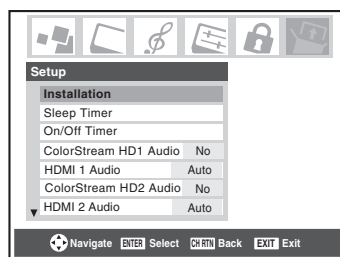 Setup
Installation
Sleep Timer
On/Off Timer
ColorStream HD1 Audio No
HDMI 1 Audio Auto
ColorStream HD2 Audio No
HDMI 2 Audio Auto
Navigate ENTER Select CH RTN Back EXIT Exit